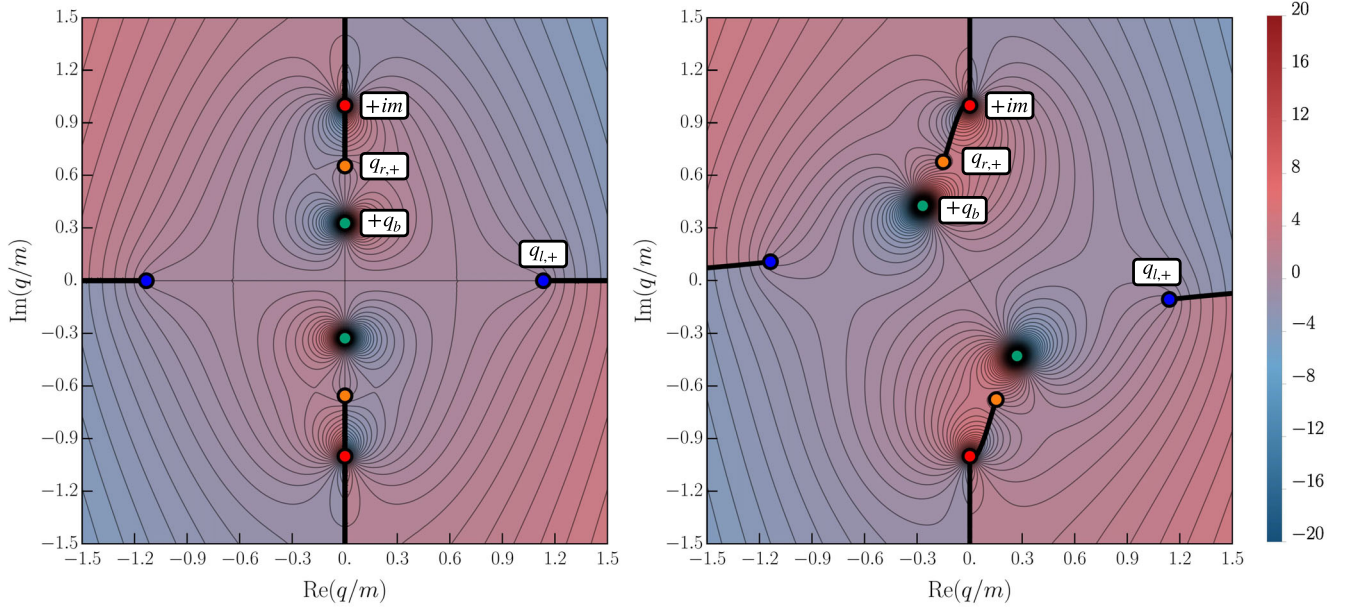 1.5
1.2
0.9
0.6
0.3
0.
−0.3
−0.6
−0.9
−1.2
−1.5
Im(q/m)
+im
q_{r,+}
+q_b
q_{l,+}
−1.5 −1.2 −0.9 −0.6 −0.3 0. 0.3 0.6 0.9 1.2 1.5
Re(q/m)
1.5
1.2
0.9
0.6
0.3
0.
−0.3
−0.6
−0.9
−1.2
−1.5
Im(q/m)
+im
q_{r,+}
+q_b
q_{l,+}
−1.5 −1.2 −0.9 −0.6 −0.3 0. 0.3 0.6 0.9 1.2 1.5
Re(q/m)
20
16
12
8
4
0
−4
−8
−12
−16
−20